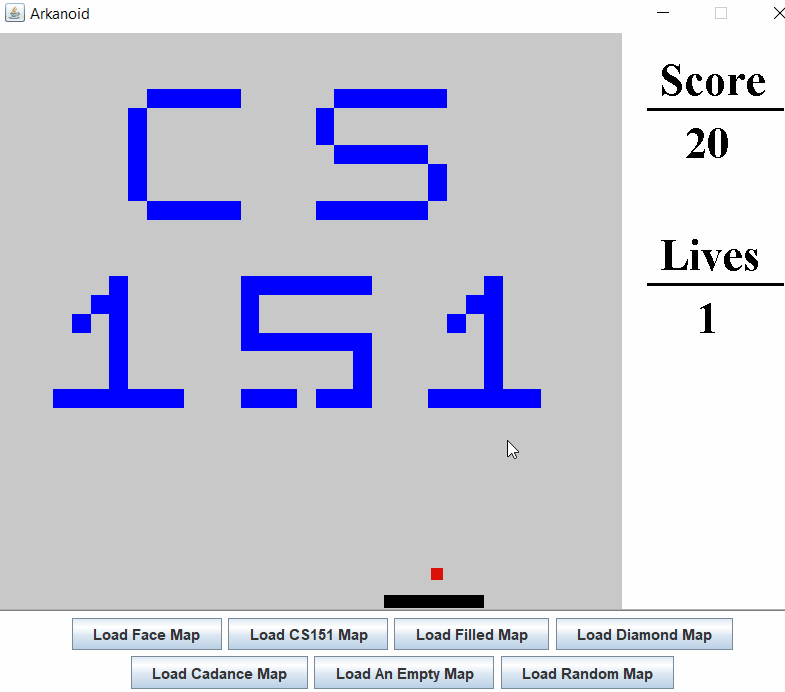 Arkanoid
CS
151
Score
20
Lives
1
Load Face Map
Load CS151 Map
Load Filled Map
Load Diamond Map
Load Cadance Map
Load An Empty Map
Load Random Map